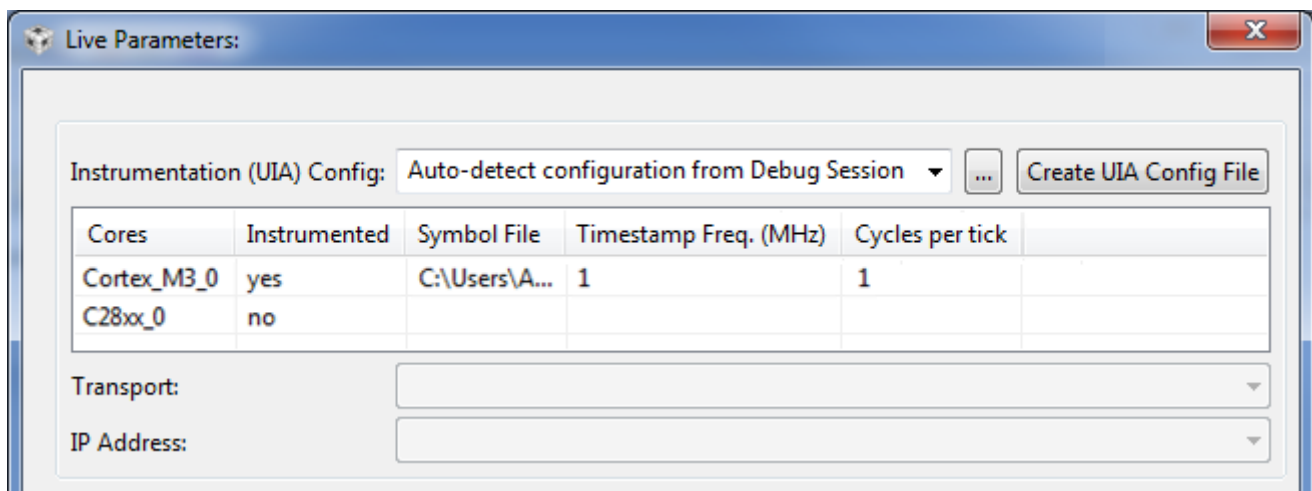 Live Parameters:
Instrumentation (UIA) Config: Auto-detect configuration from Debug Session ... Create UIA Config File
Cores Instrumented Symbol File Timestamp Freq. (MHz) Cycles per tick
Cortex_M3_0 yes C:\Users\A... 1 1
C28xx_0 no
Transport:
IP Address: